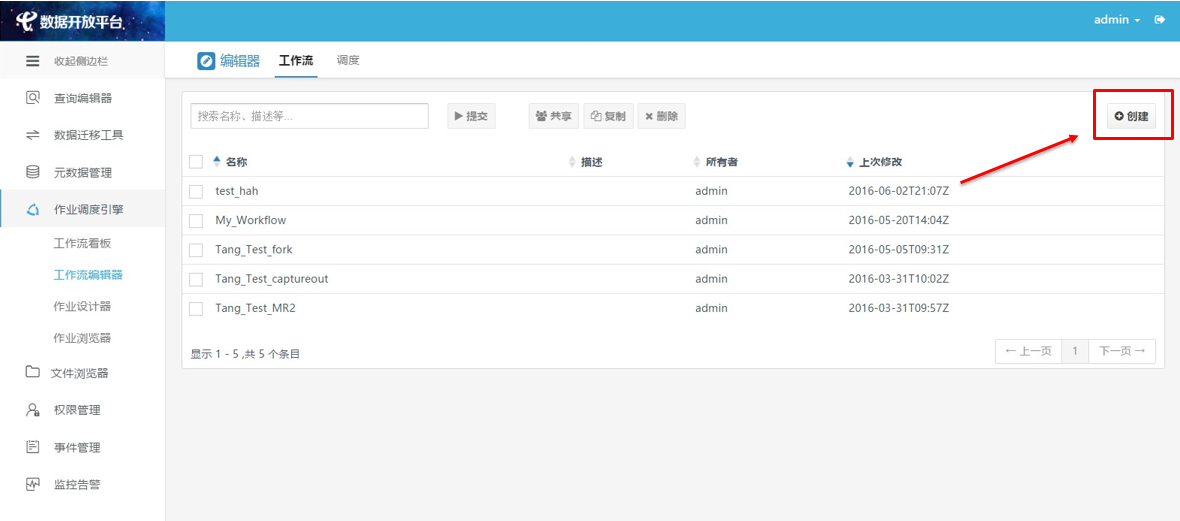 数据开放平台
admin
收起侧边栏
编辑器 工作流 调度
查询编辑器
数据迁移工具
元数据管理
作业调度引擎
工作流看板
工作流编辑器
作业设计器
作业浏览器
文件浏览器
权限管理
事件管理
监控告警
搜索名称、描述等... 提交 共享 复制 删除 创建
名称 描述 所有者 上次修改
test_hah admin 2016-06-02T21:07Z
My_Workflow admin 2016-05-20T14:04Z
Tang_Test_fork admin 2016-05-05T09:31Z
Tang_Test_captureout admin 2016-03-31T10:02Z
Tang_Test_MR2 admin 2016-03-31T09:57Z
显示 1 - 5 ,共 5 个条目 ← 上一页 1 下一页 →